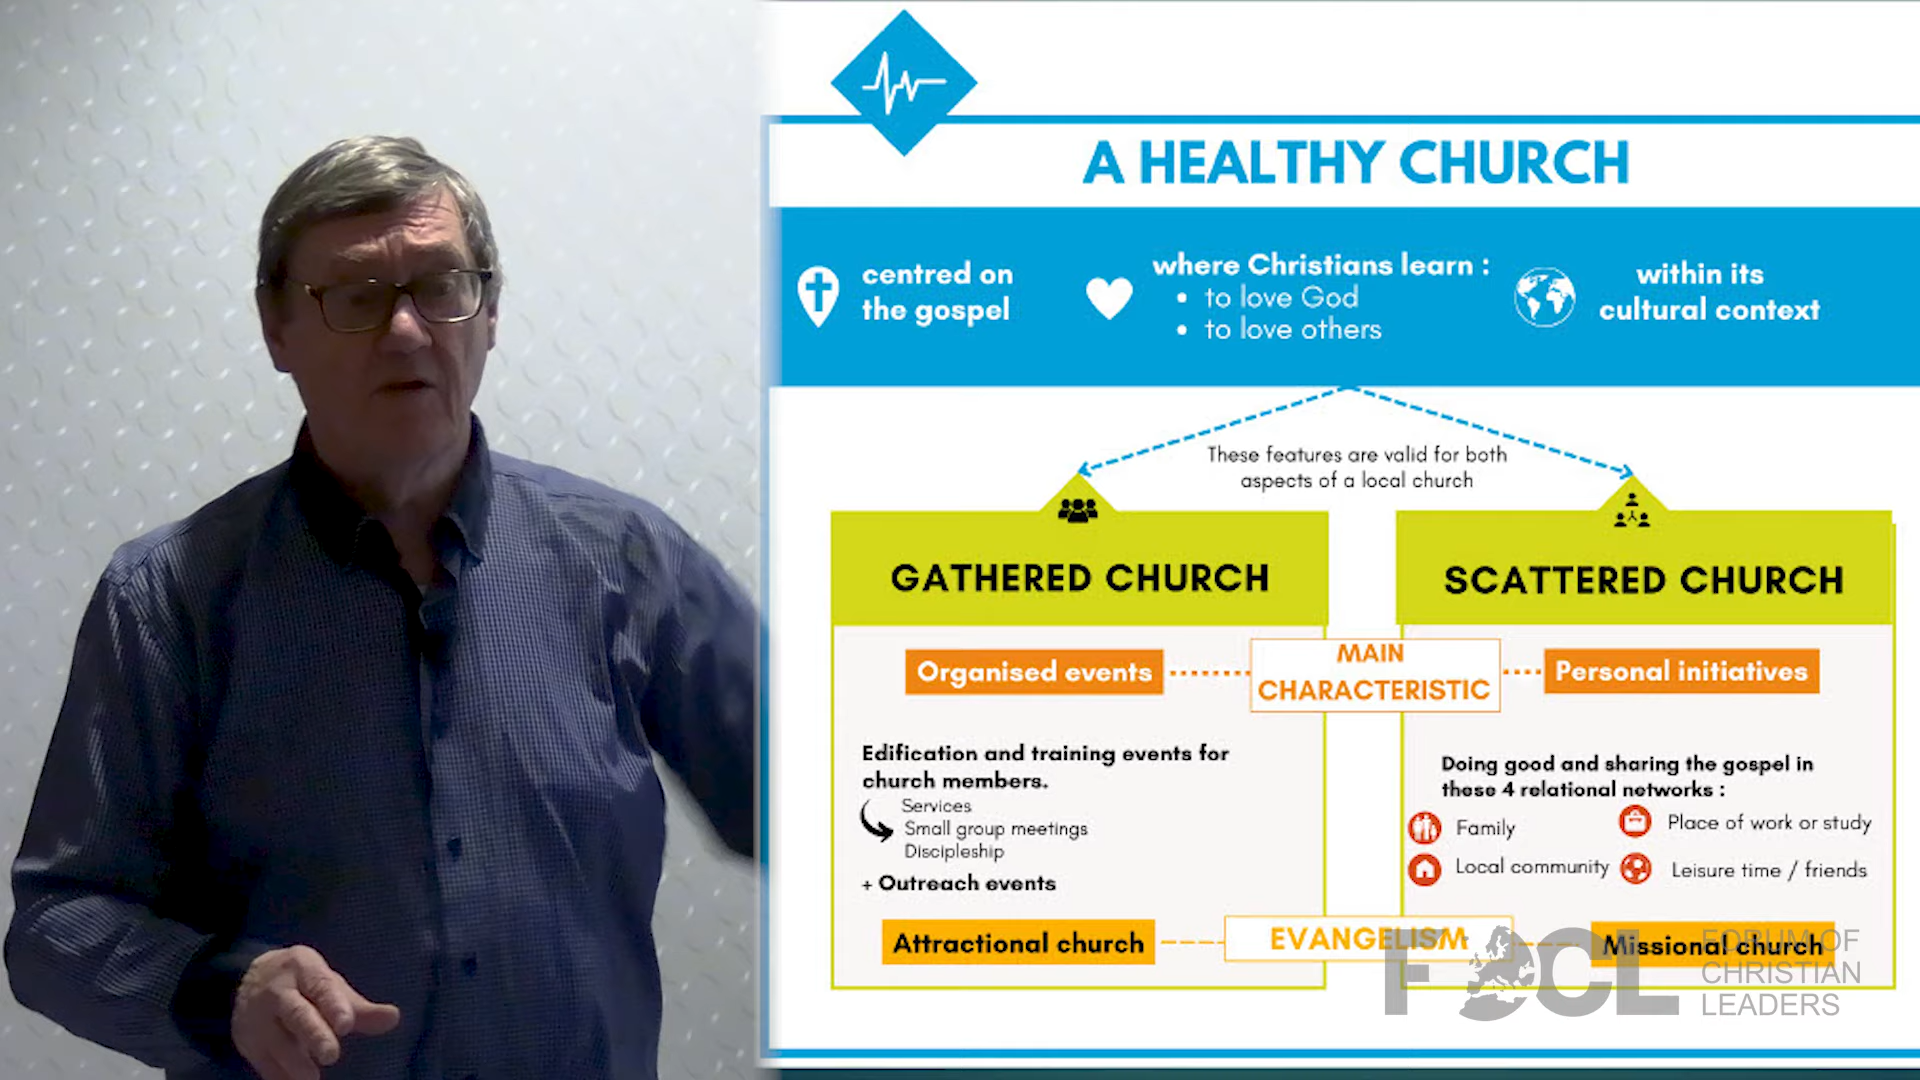 A HEALTHY CHURCH
centred on
the gospel
where Christians learn :
• to love God
• to love others
within its
cultural context
These features are valid for both
aspects of a local church
GATHERED CHURCH
SCATTERED CHURCH
Organised events
MAIN
CHARACTERISTIC
Personal initiatives
Edification and training events for
church members.
Services
Small group meetings
Discipleship
+ Outreach events
Doing good and sharing the gospel in
these 4 relational networks :
Family
Place of work or study
Local community
Leisure time / friends
Attractional church
EVANGELISM
Missional church
FOCL
FORUM OF
CHRISTIAN
LEADERS